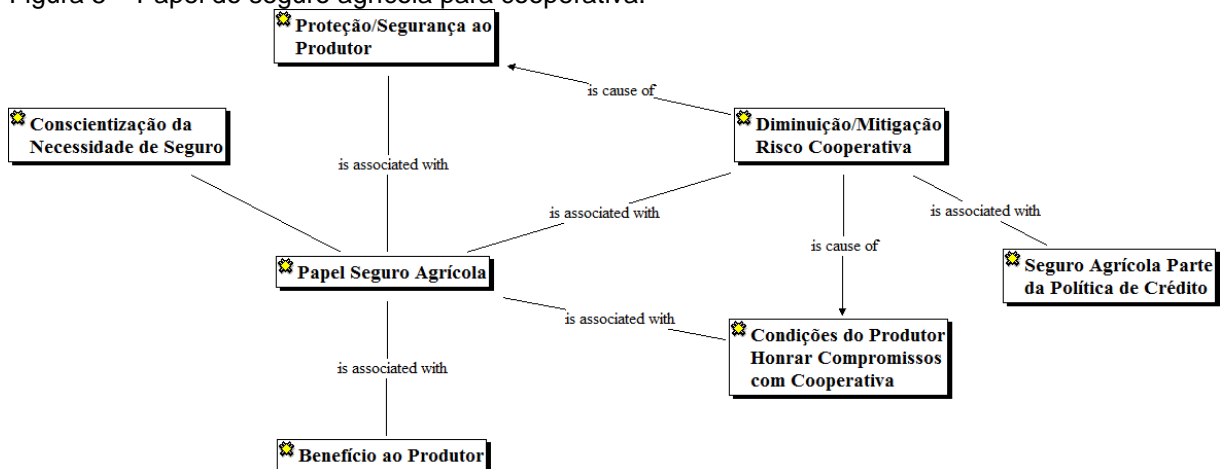 Proteção/Segurança ao
Produtor
is cause of
Conscientização da
Necessidade de Seguro
Diminuição/Mitigação
Risco Cooperativa
is associated with
is associated with
is associated with
is cause of
Papel Seguro Agrícola
Seguro Agrícola Parte
da Política de Crédito
is associated with
Condições do Produtor
Honrar Compromissos
com Cooperativa
is associated with
Benefício ao Produtor